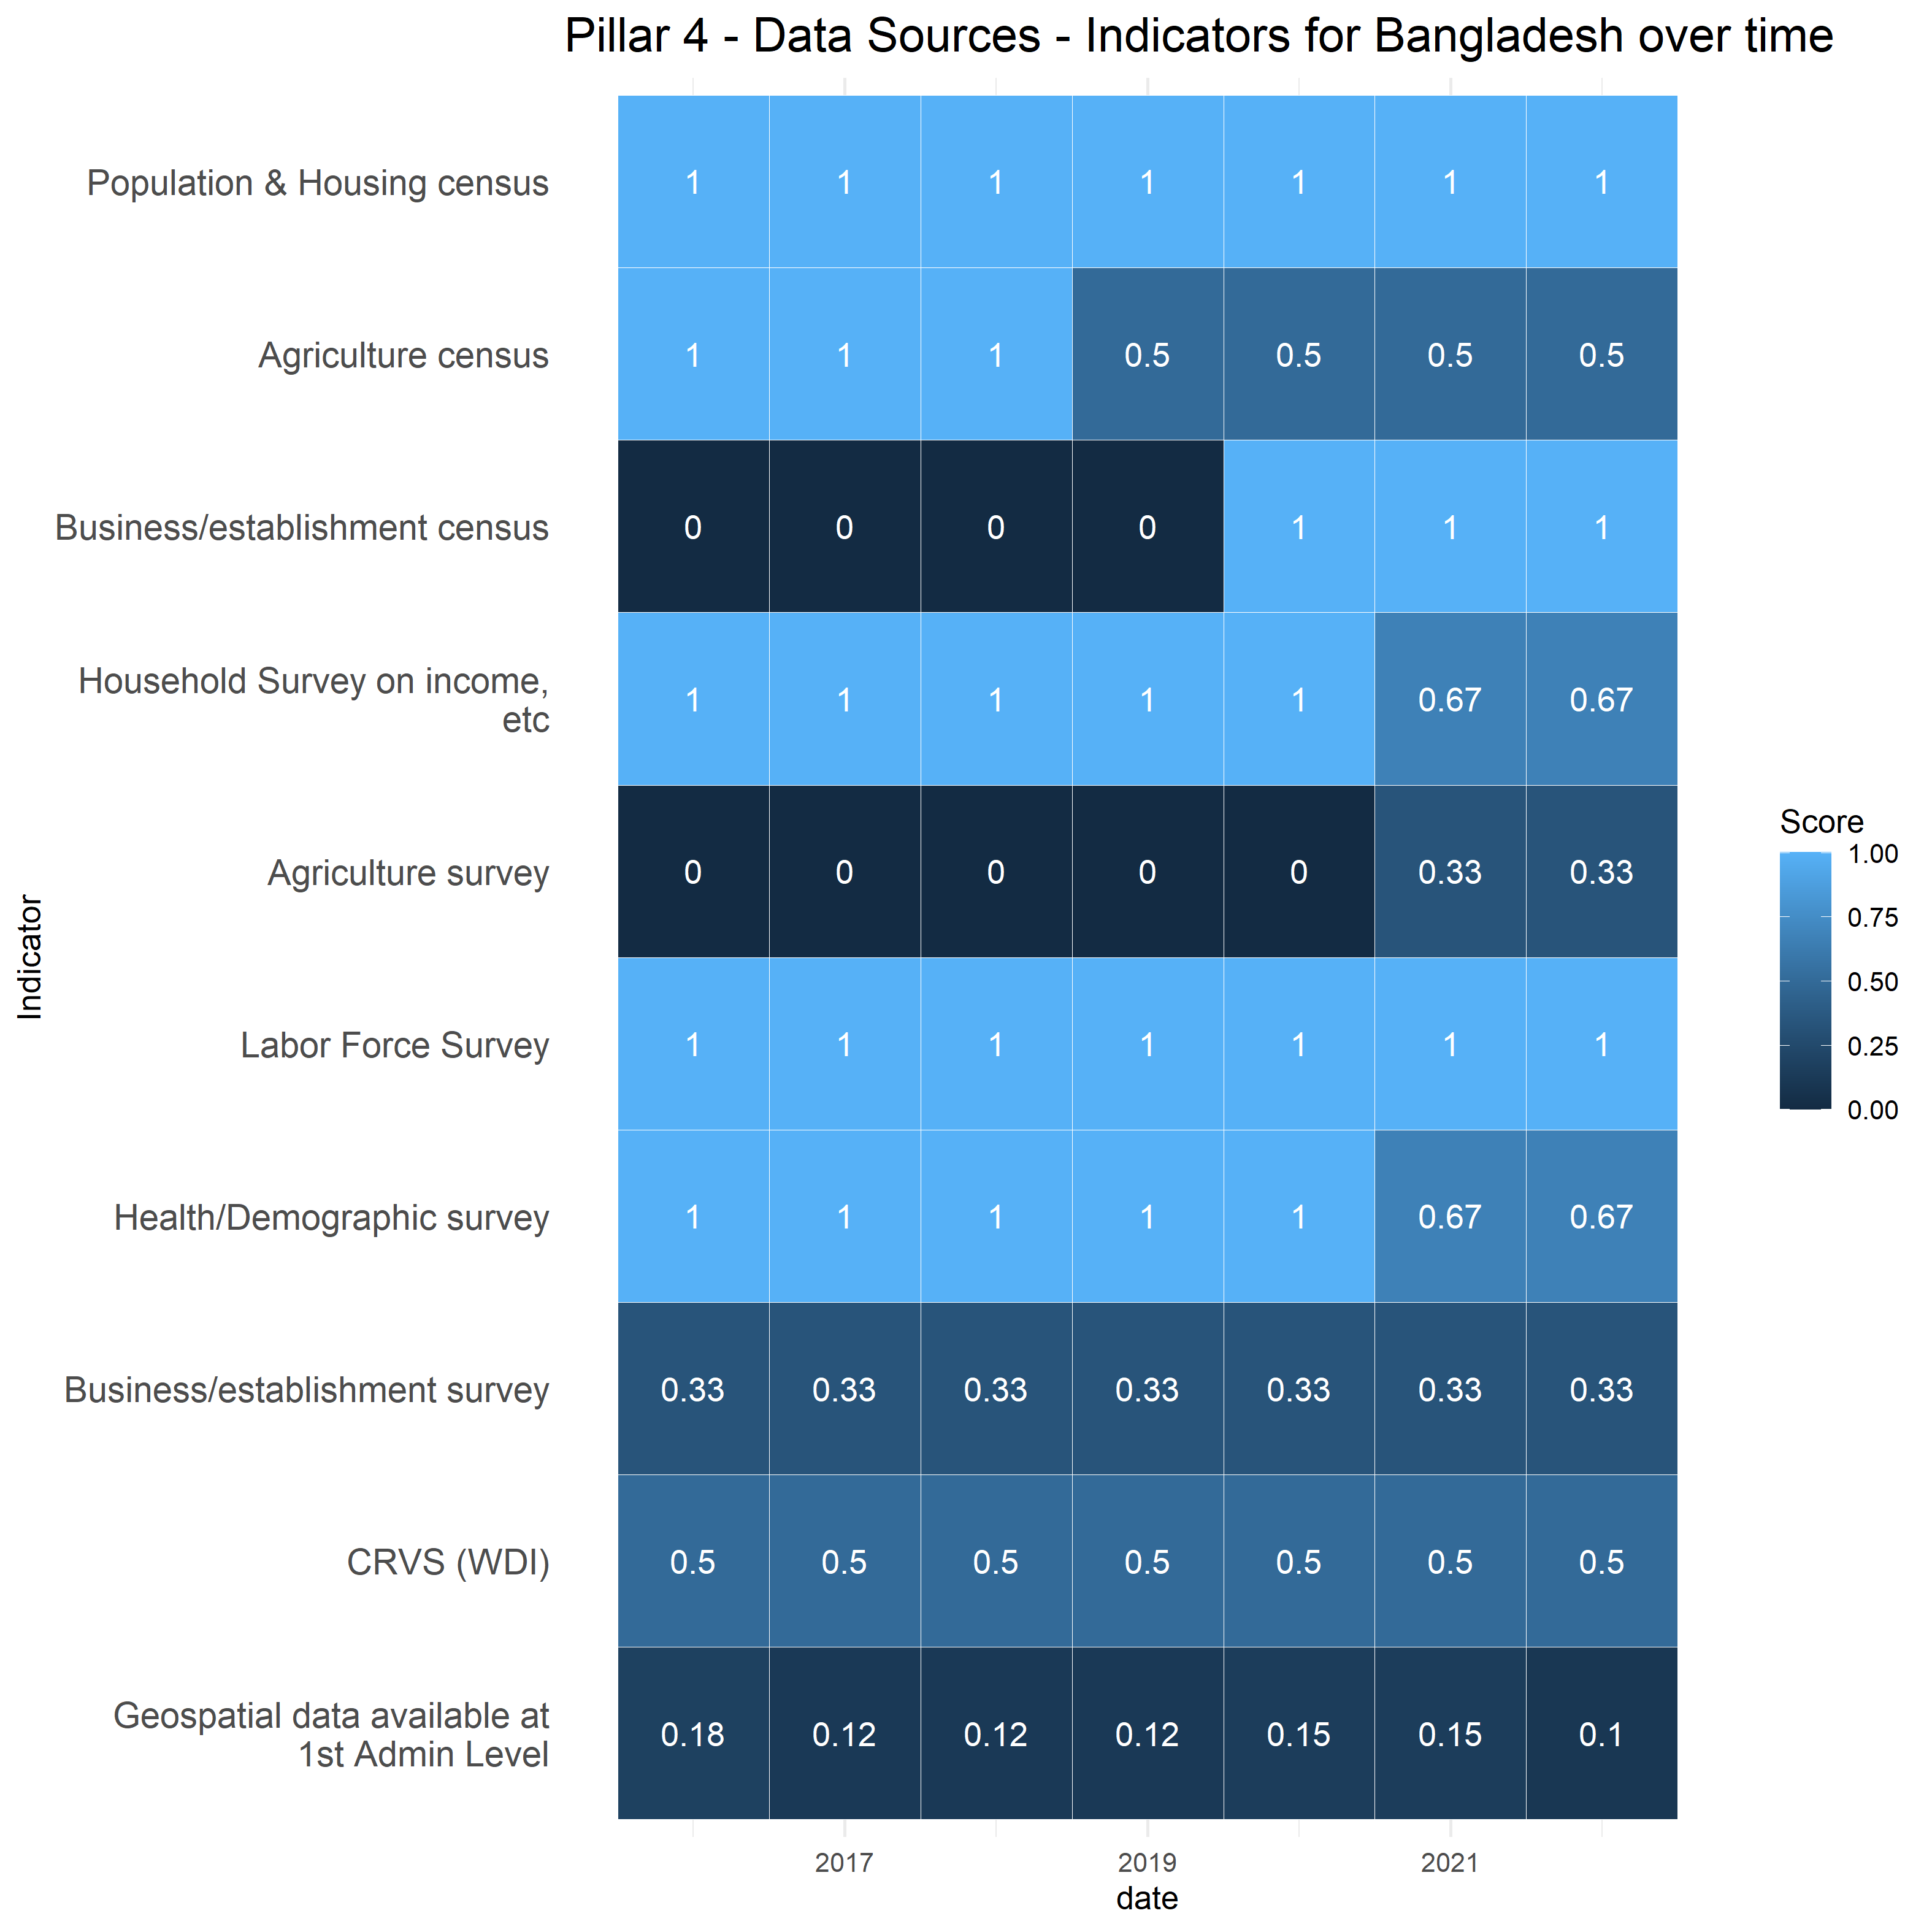 Pillar 4 - Data Sources - Indicators for Bangladesh over time
Population & Housing census
1 1 1 1 1 1 1
Agriculture census
1 1 1 0.5 0.5 0.5 0.5
Business/establishment census
0 0 0 0 1 1 1
Household Survey on income,
etc
1 1 1 1 1 0.67 0.67
Agriculture survey
0 0 0 0 0 0.33 0.33
Labor Force Survey
1 1 1 1 1 1 1
Health/Demographic survey
1 1 1 1 1 0.67 0.67
Business/establishment survey
0.33 0.33 0.33 0.33 0.33 0.33 0.33
CRVS (WDI)
0.5 0.5 0.5 0.5 0.5 0.5 0.5
Geospatial data available at
1st Admin Level
0.18 0.12 0.12 0.12 0.15 0.15 0.1
2017 2019 2021
date
Indicator
Score
1.00
0.75
0.50
0.25
0.00